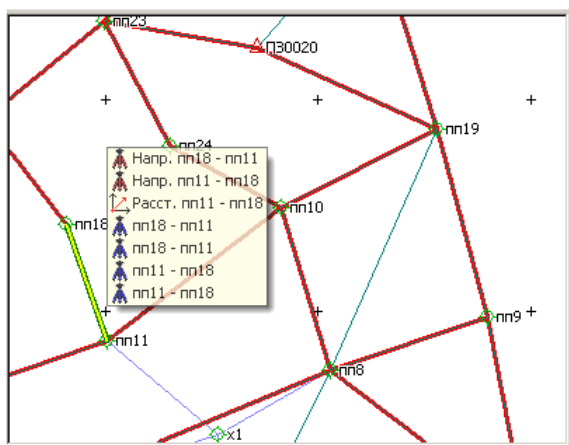 пп23
П30020
пп19
пп24
Напр. пп18 - пп11
Напр. пп11 - пп18
Расст. пп11 - пп18
пп18 - пп11
пп18 - пп11
пп11 - пп18
пп11 - пп18
пп10
пп18
пп9
пп11
пп8
х1